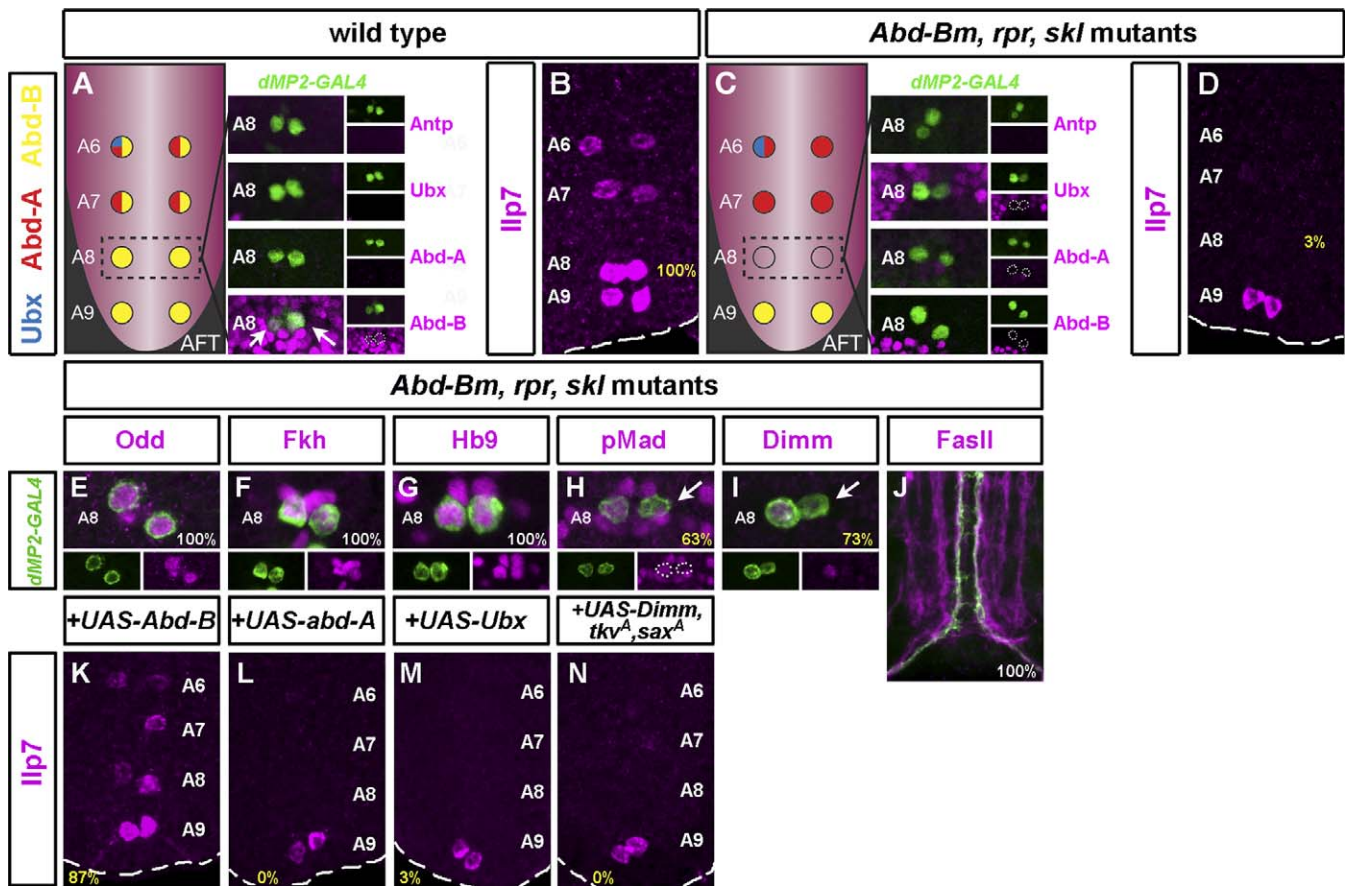 wild type
Abd-Bm, rpr, skl mutants
Ubx Abd-A Abd-B
A
A6
A7
A8
A9
AFT
dMP2-GAL4
A8
Antp
A8
Ubx
A8
Abd-A
A8
Abd-B
Ilp7
B
A6
A7
A8
100%
A9
C
A6
A7
A8
A9
AFT
dMP2-GAL4
A8
Antp
A8
Ubx
A8
Abd-A
A8
Abd-B
Ilp7
D
A6
A7
A8
3%
A9
Abd-Bm, rpr, skl mutants
Odd
Fkh
Hb9
pMad
Dimm
FasII
dMP2-GAL4
E
A8
100%
F
A8
100%
G
A8
100%
H
A8
63%
I
A8
73%
J
100%
+UAS-Abd-B
+UAS-abd-A
+UAS-Ubx
+UAS-Dimm,
tkvA,saxA
Ilp7
K
A6
A7
A8
A9
87%
L
A6
A7
A8
A9
0%
M
A6
A7
A8
A9
3%
N
A6
A7
A8
A9
0%